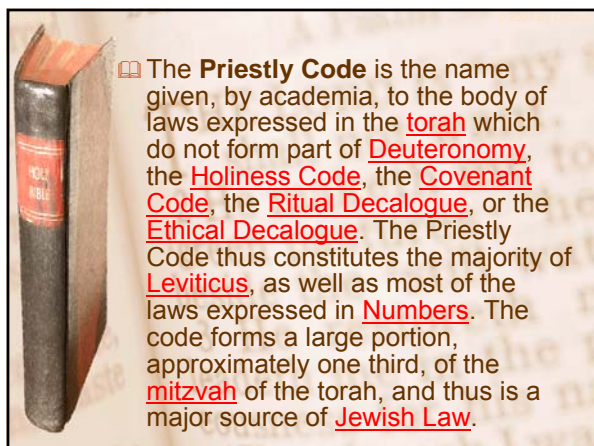 The Priestly Code is the name
given, by academia, to the body of
laws expressed in the torah which
do not form part of Deuteronomy,
the Holiness Code, the Covenant
Code, the Ritual Decalogue, or the
Ethical Decalogue. The Priestly
Code thus constitutes the majority of
Leviticus, as well as most of the
laws expressed in Numbers. The
code forms a large portion,
approximately one third, of the
mitzvah of the torah, and thus is a
major source of Jewish Law.
HOLY
BIBLE